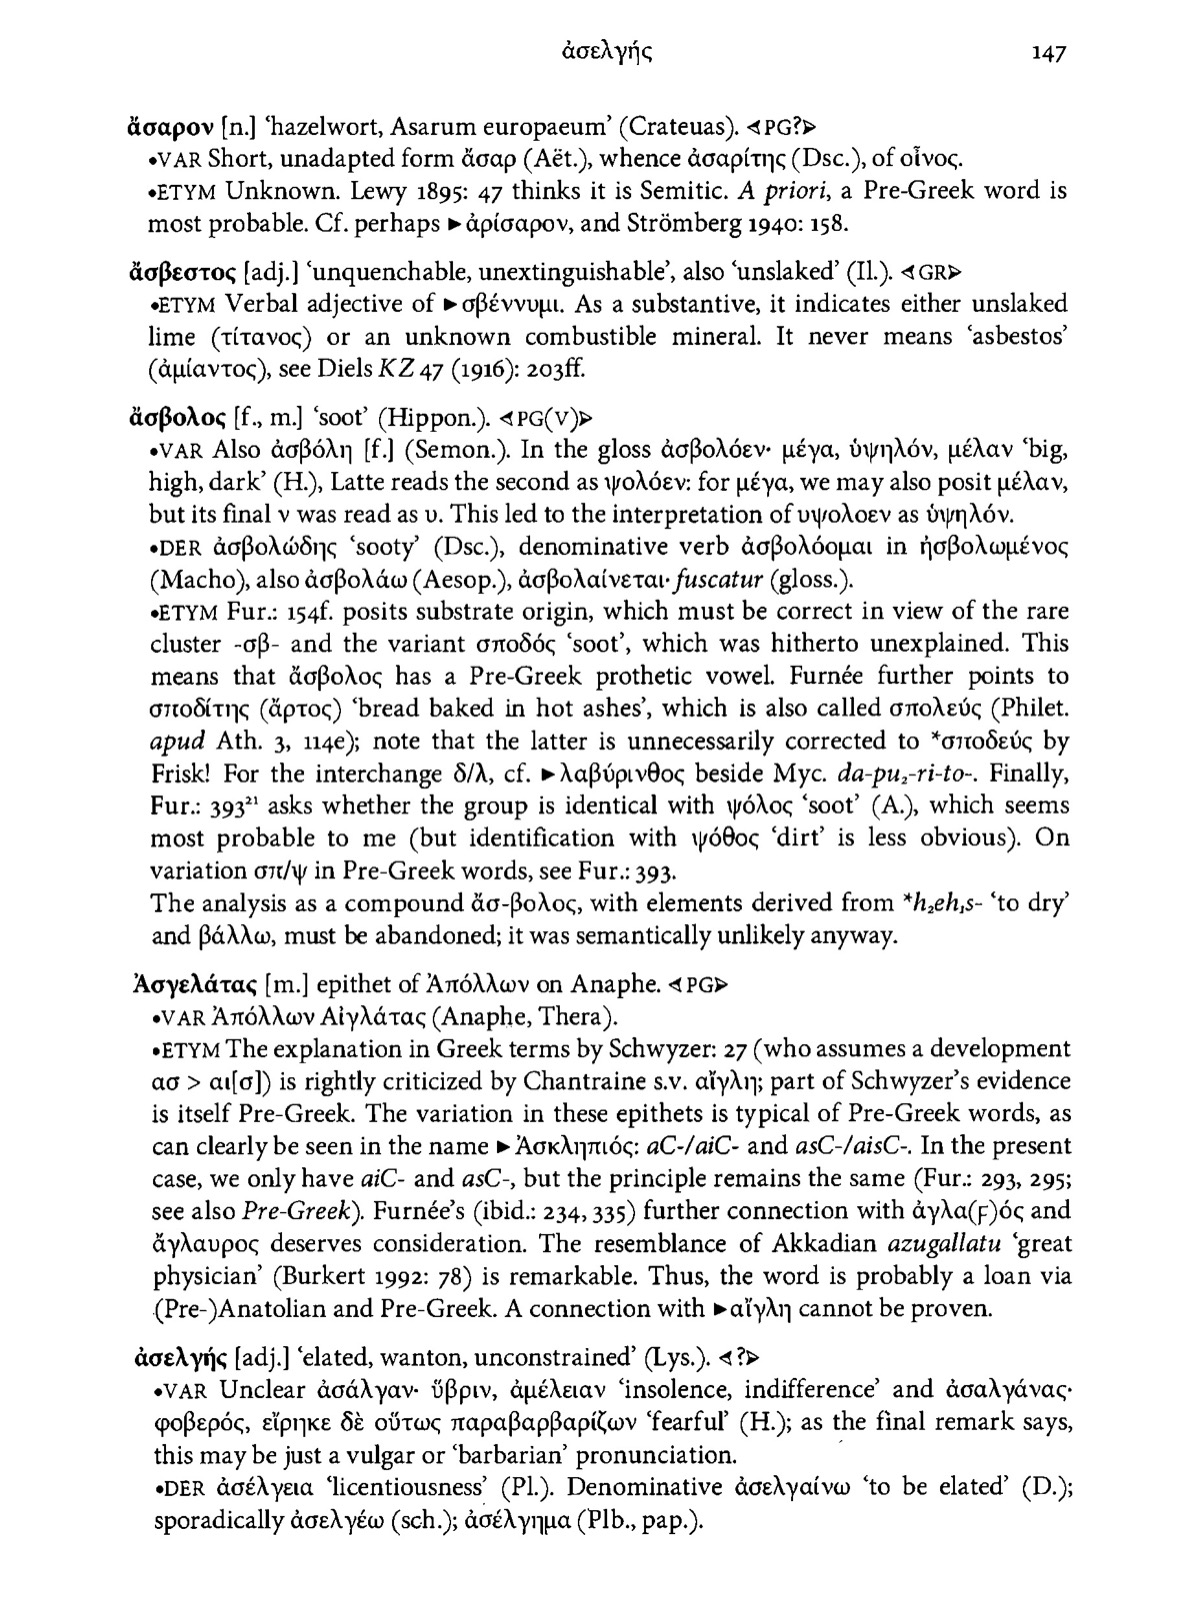 ἀσελγής 147
ἄσαρον [n.] ‘hazelwort, Asarum europaeum’ (Crateuas). ◁PG?▷
•VAR Short, unadapted form ἄσαρ (Aët.), whence ἀσαρίτης (Dsc.), of οἶνος.
•ETYM Unknown. Lewy 1895: 47 thinks it is Semitic. A priori, a Pre-Greek word is
most probable. Cf. perhaps ►ἀρίσαρον, and Strömberg 1940: 158.
ἄσβεστος [adj.] ‘unquenchable, unextinguishable’, also ‘unslaked’ (Il.). ◁GR▷
•ETYM Verbal adjective of ►σβέννυμι. As a substantive, it indicates either unslaked
lime (τίτανος) or an unknown combustible mineral. It never means ‘asbestos’
(ἀμίαντος), see Diels KZ 47 (1916): 203ff.
ἄσβολος [f., m.] ‘soot’ (Hippon.). ◁PG(V)▷
•VAR Also ἀσβόλη [f.] (Semon.). In the gloss ἀσβολόεν· μέγα, ὑψηλόν, μέλαν ‘big,
high, dark’ (H.), Latte reads the second as ψολόεν: for μέγα, we may also posit μέλαν,
but its final ν was read as υ. This led to the interpretation of υψολοεν as ὑψηλόν.
•DER ἀσβολώδης ‘sooty’ (Dsc.), denominative verb ἀσβολόομαι in ἠσβολωμένος
(Macho), also ἀσβολάω (Aesop.), ἀσβολαίνεται· fuscatur (gloss.).
•ETYM Fur.: 154f. posits substrate origin, which must be correct in view of the rare
cluster -σβ- and the variant σποδός ‘soot’, which was hitherto unexplained. This
means that ἄσβολος has a Pre-Greek prothetic vowel. Furnée further points to
σποδίτης (ἄρτος) ‘bread baked in hot ashes’, which is also called σπολεύς (Philet.
apud Ath. 3, 114e); note that the latter is unnecessarily corrected to *σποδεύς by
Frisk! For the interchange δ/λ, cf. ►λαβύρινθος beside Myc. da-pu₂-ri-to-. Finally,
Fur.: 393²¹ asks whether the group is identical with ψόλος ‘soot’ (A.), which seems
most probable to me (but identification with ψόθος ‘dirt’ is less obvious). On
variation σπ/ψ in Pre-Greek words, see Fur.: 393.
The analysis as a compound ἄσ-βολος, with elements derived from *h₂eh₁s- ‘to dry’
and βάλλω, must be abandoned; it was semantically unlikely anyway.
Ἀσγελάτας [m.] epithet of Ἀπόλλων on Anaphe. ◁PG▷
•VAR Ἀπόλλων Αἰγλάτας (Anaphe, Thera).
•ETYM The explanation in Greek terms by Schwyzer: 27 (who assumes a development
ασ > αι[σ]) is rightly criticized by Chantraine s.v. αἴγλη; part of Schwyzer’s evidence
is itself Pre-Greek. The variation in these epithets is typical of Pre-Greek words, as
can clearly be seen in the name ►Ἀσκληπιός: aC-/aiC- and asC-/aisC-. In the present
case, we only have aiC- and asC-, but the principle remains the same (Fur.: 293, 295;
see also Pre-Greek). Furnée’s (ibid.: 234, 335) further connection with ἀγλα(ϝ)ός and
ἄγλαυρος deserves consideration. The resemblance of Akkadian azugallatu ‘great
physician’ (Burkert 1992: 78) is remarkable. Thus, the word is probably a loan via
(Pre-)Anatolian and Pre-Greek. A connection with ►αἴγλη cannot be proven.
ἀσελγής [adj.] ‘elated, wanton, unconstrained’ (Lys.). ◁?▷
•VAR Unclear ἀσάλγαν· ὕβριν, ἀμέλειαν ‘insolence, indifference’ and ἀσαλγάνας·
φοβερός, εἴρηκε δὲ οὕτως παραβαρβαρίζων ‘fearful’ (H.); as the final remark says,
this may be just a vulgar or ‘barbarian’ pronunciation.
•DER ἀσέλγεια ‘licentiousness’ (Pl.). Denominative ἀσελγαίνω ‘to be elated’ (D.);
sporadically ἀσελγέω (sch.); ἀσέλγημα (Plb., pap.).